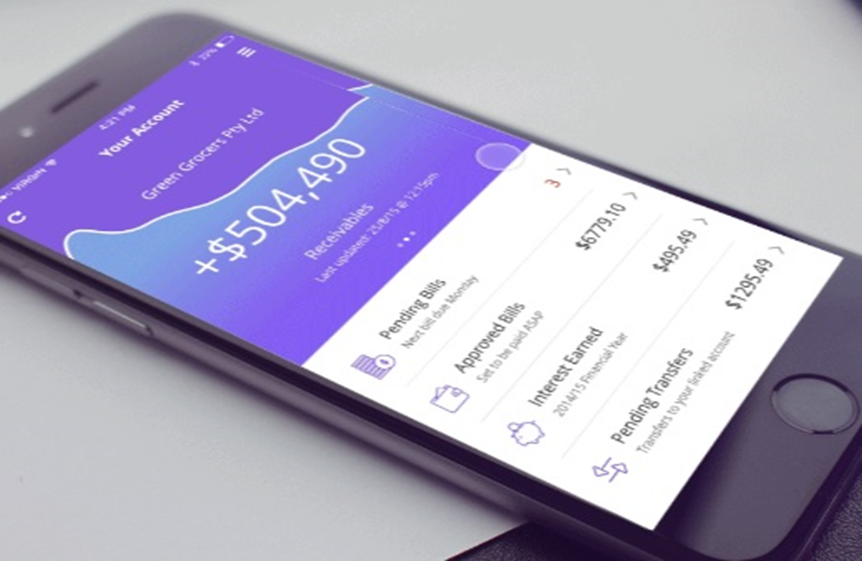 VIRGIN
4:21 PM
22%
Your Account
Green Grocers Pty Ltd
+$504,490
Receivables
Last updated: 25/8/15 @ 12:15pm
Pending Bills
3
Next bill due Monday
Approved Bills
$6779.10
Set to be paid ASAP
Interest Earned
$495.49
2014/15 Financial Year
Pending Transfers
$1295.49
Transfers to your linked account